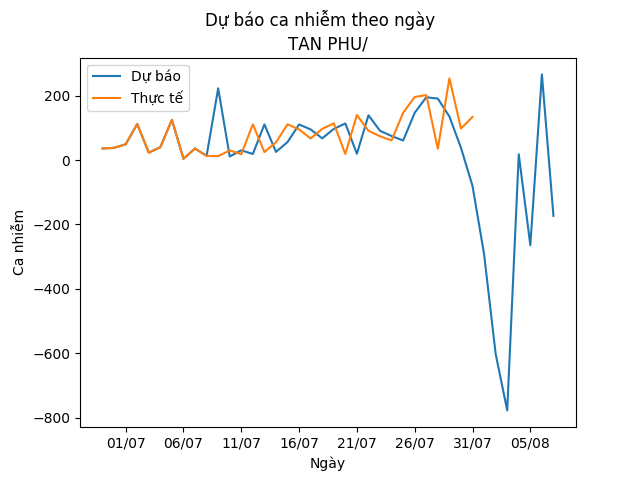 Dự báo ca nhiễm theo ngày
TAN PHU/
Dự báo
Thực tế
200
0
−200
−400
−600
−800
Ca nhiễm
01/07 06/07 11/07 16/07 21/07 26/07 31/07 05/08
Ngày